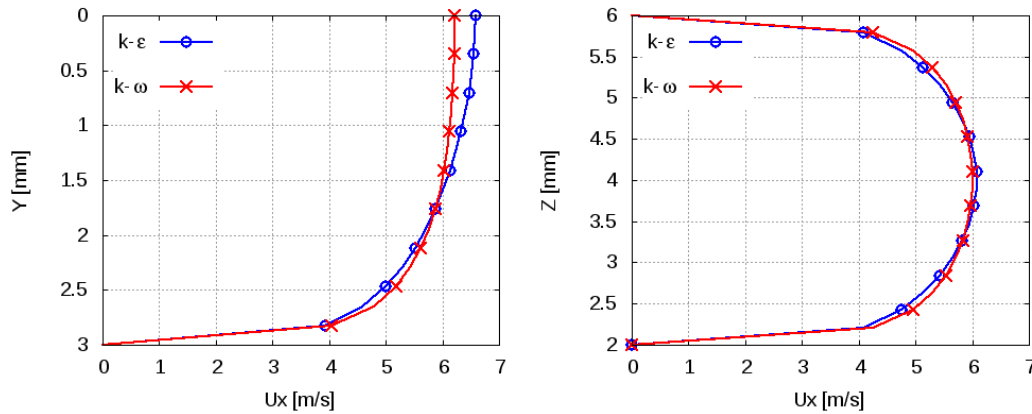 0
0.5
1
1.5
2
2.5
3
Y [mm]
k-ε
k-ω
0 1 2 3 4 5 6 7
Ux [m/s]
6
5.5
5
4.5
4
3.5
3
2.5
2
Z [mm]
k-ε
k-ω
0 1 2 3 4 5 6 7
Ux [m/s]